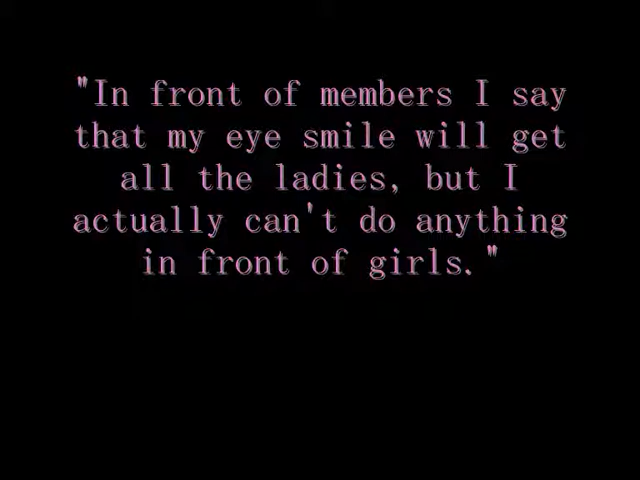 "In front of members I say
that my eye smile will get
all the ladies, but I
actually can't do anything
in front of girls."